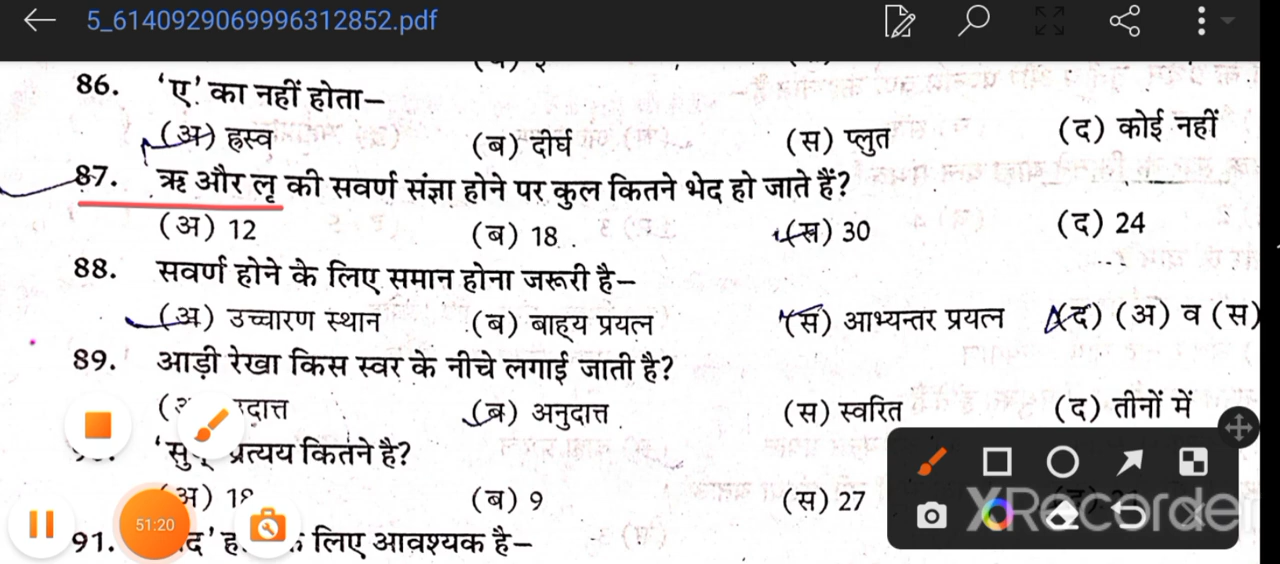 5_6140929069996312852.pdf
86. 'ए' का नहीं होता–
(अ) ह्रस्व (ब) दीर्घ (स) प्लुत (द) कोई नहीं
87. ऋ और लृ की सवर्ण संज्ञा होने पर कुल कितने भेद हो जाते हैं?
(अ) 12 (ब) 18 (स) 30 (द) 24
88. सवर्ण होने के लिए समान होना जरूरी है–
(अ) उच्चारण स्थान (ब) बाह्य प्रयत्न (स) आभ्यन्तर प्रयत्न (द) (अ) व (स)
89. आड़ी रेखा किस स्वर के नीचे लगाई जाती है?
(ब) अनुदात्त (स) स्वरित (द) तीनों में
प्रत्यय कितने है?
(अ) (ब) 9 (स) 27
51:20
XRecorder
91. लिए आवश्यक है–